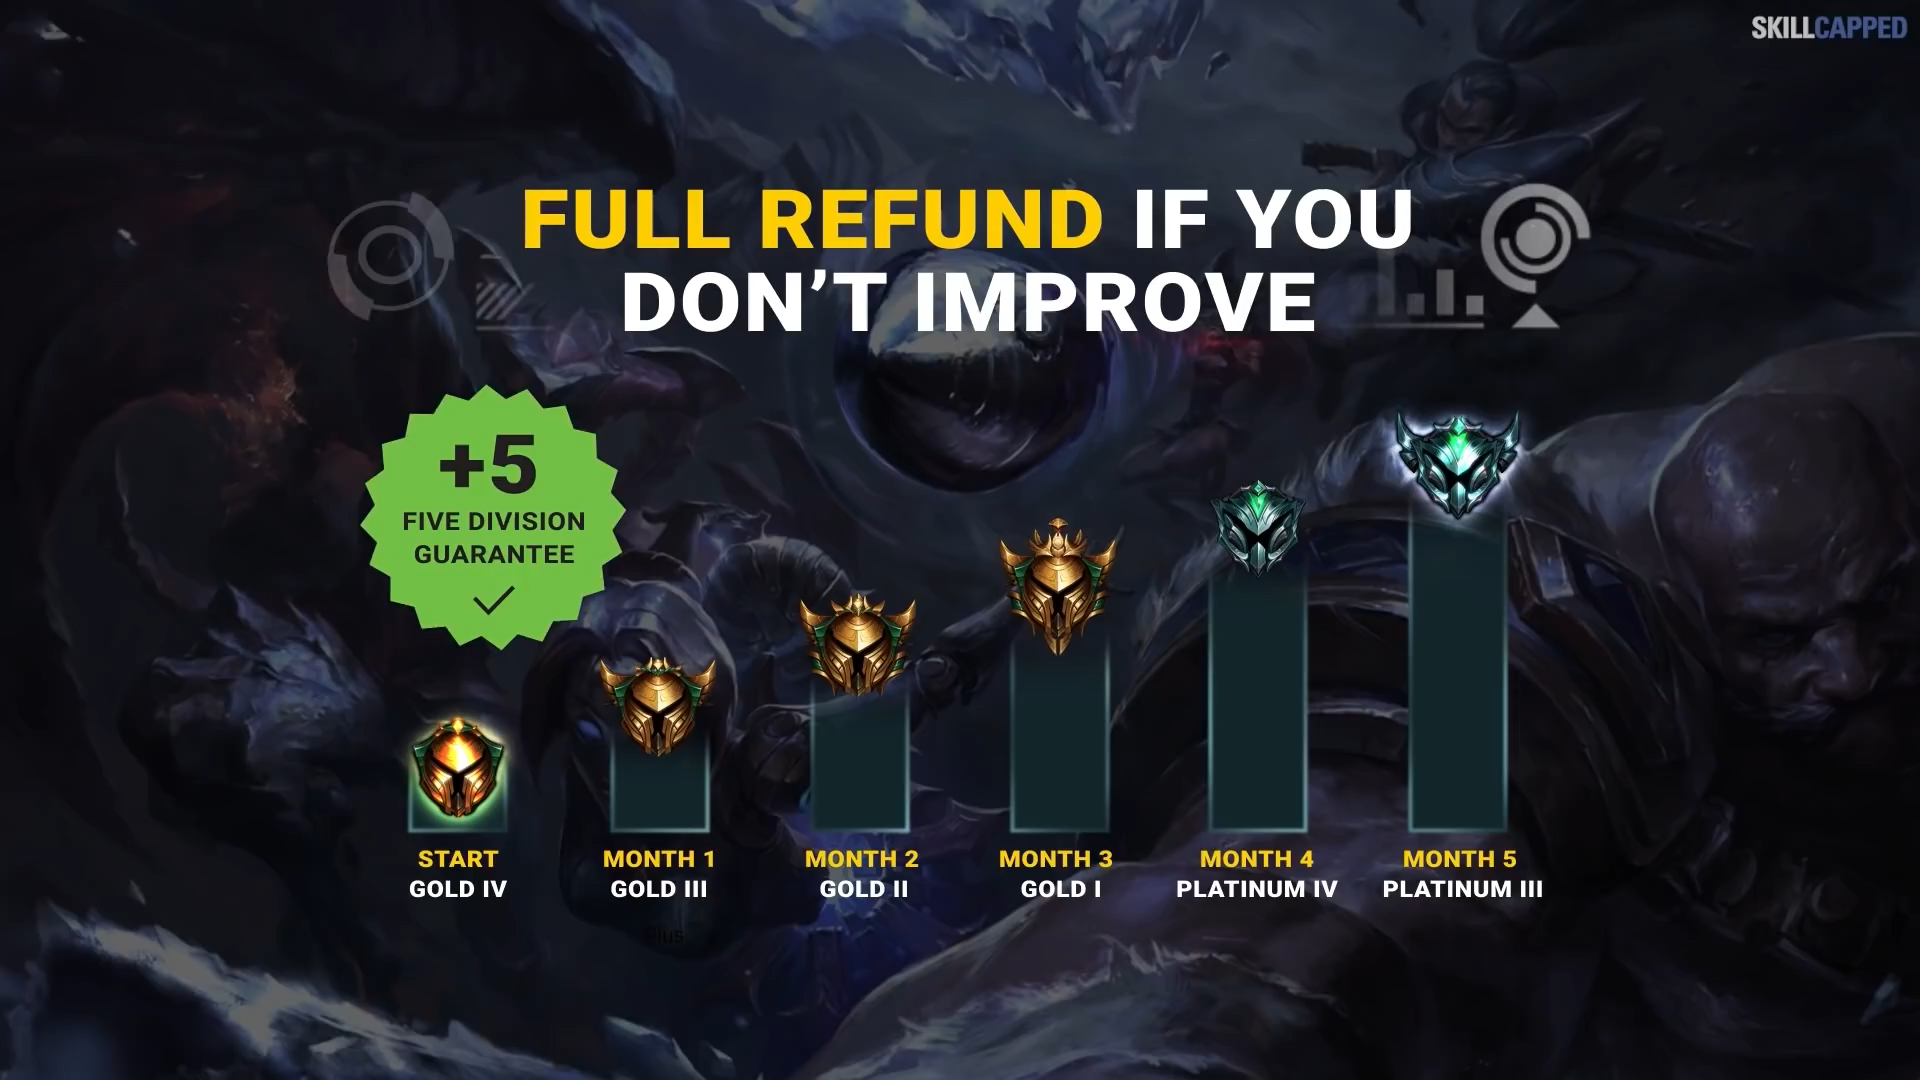 SKILLCAPPED
FULL REFUND IF YOU
DON'T IMPROVE
+5
FIVE DIVISION
GUARANTEE
START
GOLD IV
MONTH 1
GOLD III
MONTH 2
GOLD II
MONTH 3
GOLD I
MONTH 4
PLATINUM IV
MONTH 5
PLATINUM III
Plus